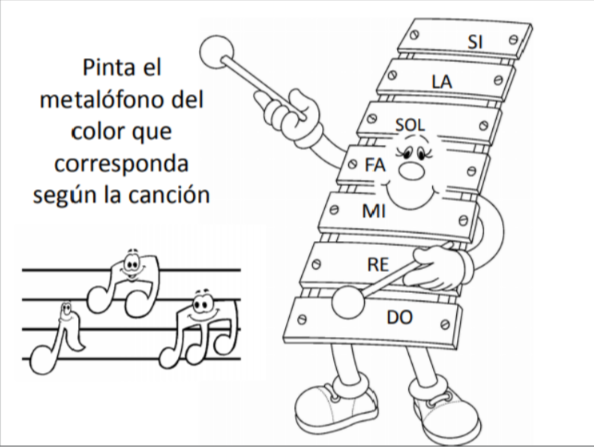 Pinta el
metalófono del
color que
corresponda
según la canción
SI
LA
SOL
FA
MI
RE
DO